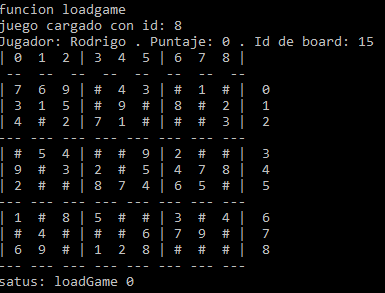 funcion loadgame
juego cargado con id: 8
Jugador: Rodrigo . Puntaje: 0 . Id de board: 15
| 0  1  2 | 3  4  5 | 6  7  8 |
 --  --  --- --- --- --- --- ---
| 7  6  9 | #  4  3 | #  1  # |  0
| 3  1  5 | #  9  # | 8  #  2 |  1
| 4  #  2 | 7  1  # | #  #  3 |  2
--- --- --- --- --- --- --- ---
| #  5  4 | #  #  9 | 2  #  # |  3
| 9  #  3 | 2  #  5 | 4  7  8 |  4
| 2  #  # | 8  7  4 | 6  5  # |  5
--- --- --- --- --- --- --- ---
| 1  #  8 | 5  #  # | 3  #  4 |  6
| #  4  # | #  #  6 | 7  9  # |  7
| 6  9  # | 1  2  8 | #  #  # |  8
--- --- --- --- --- --- --- ---
satus: loadGame 0